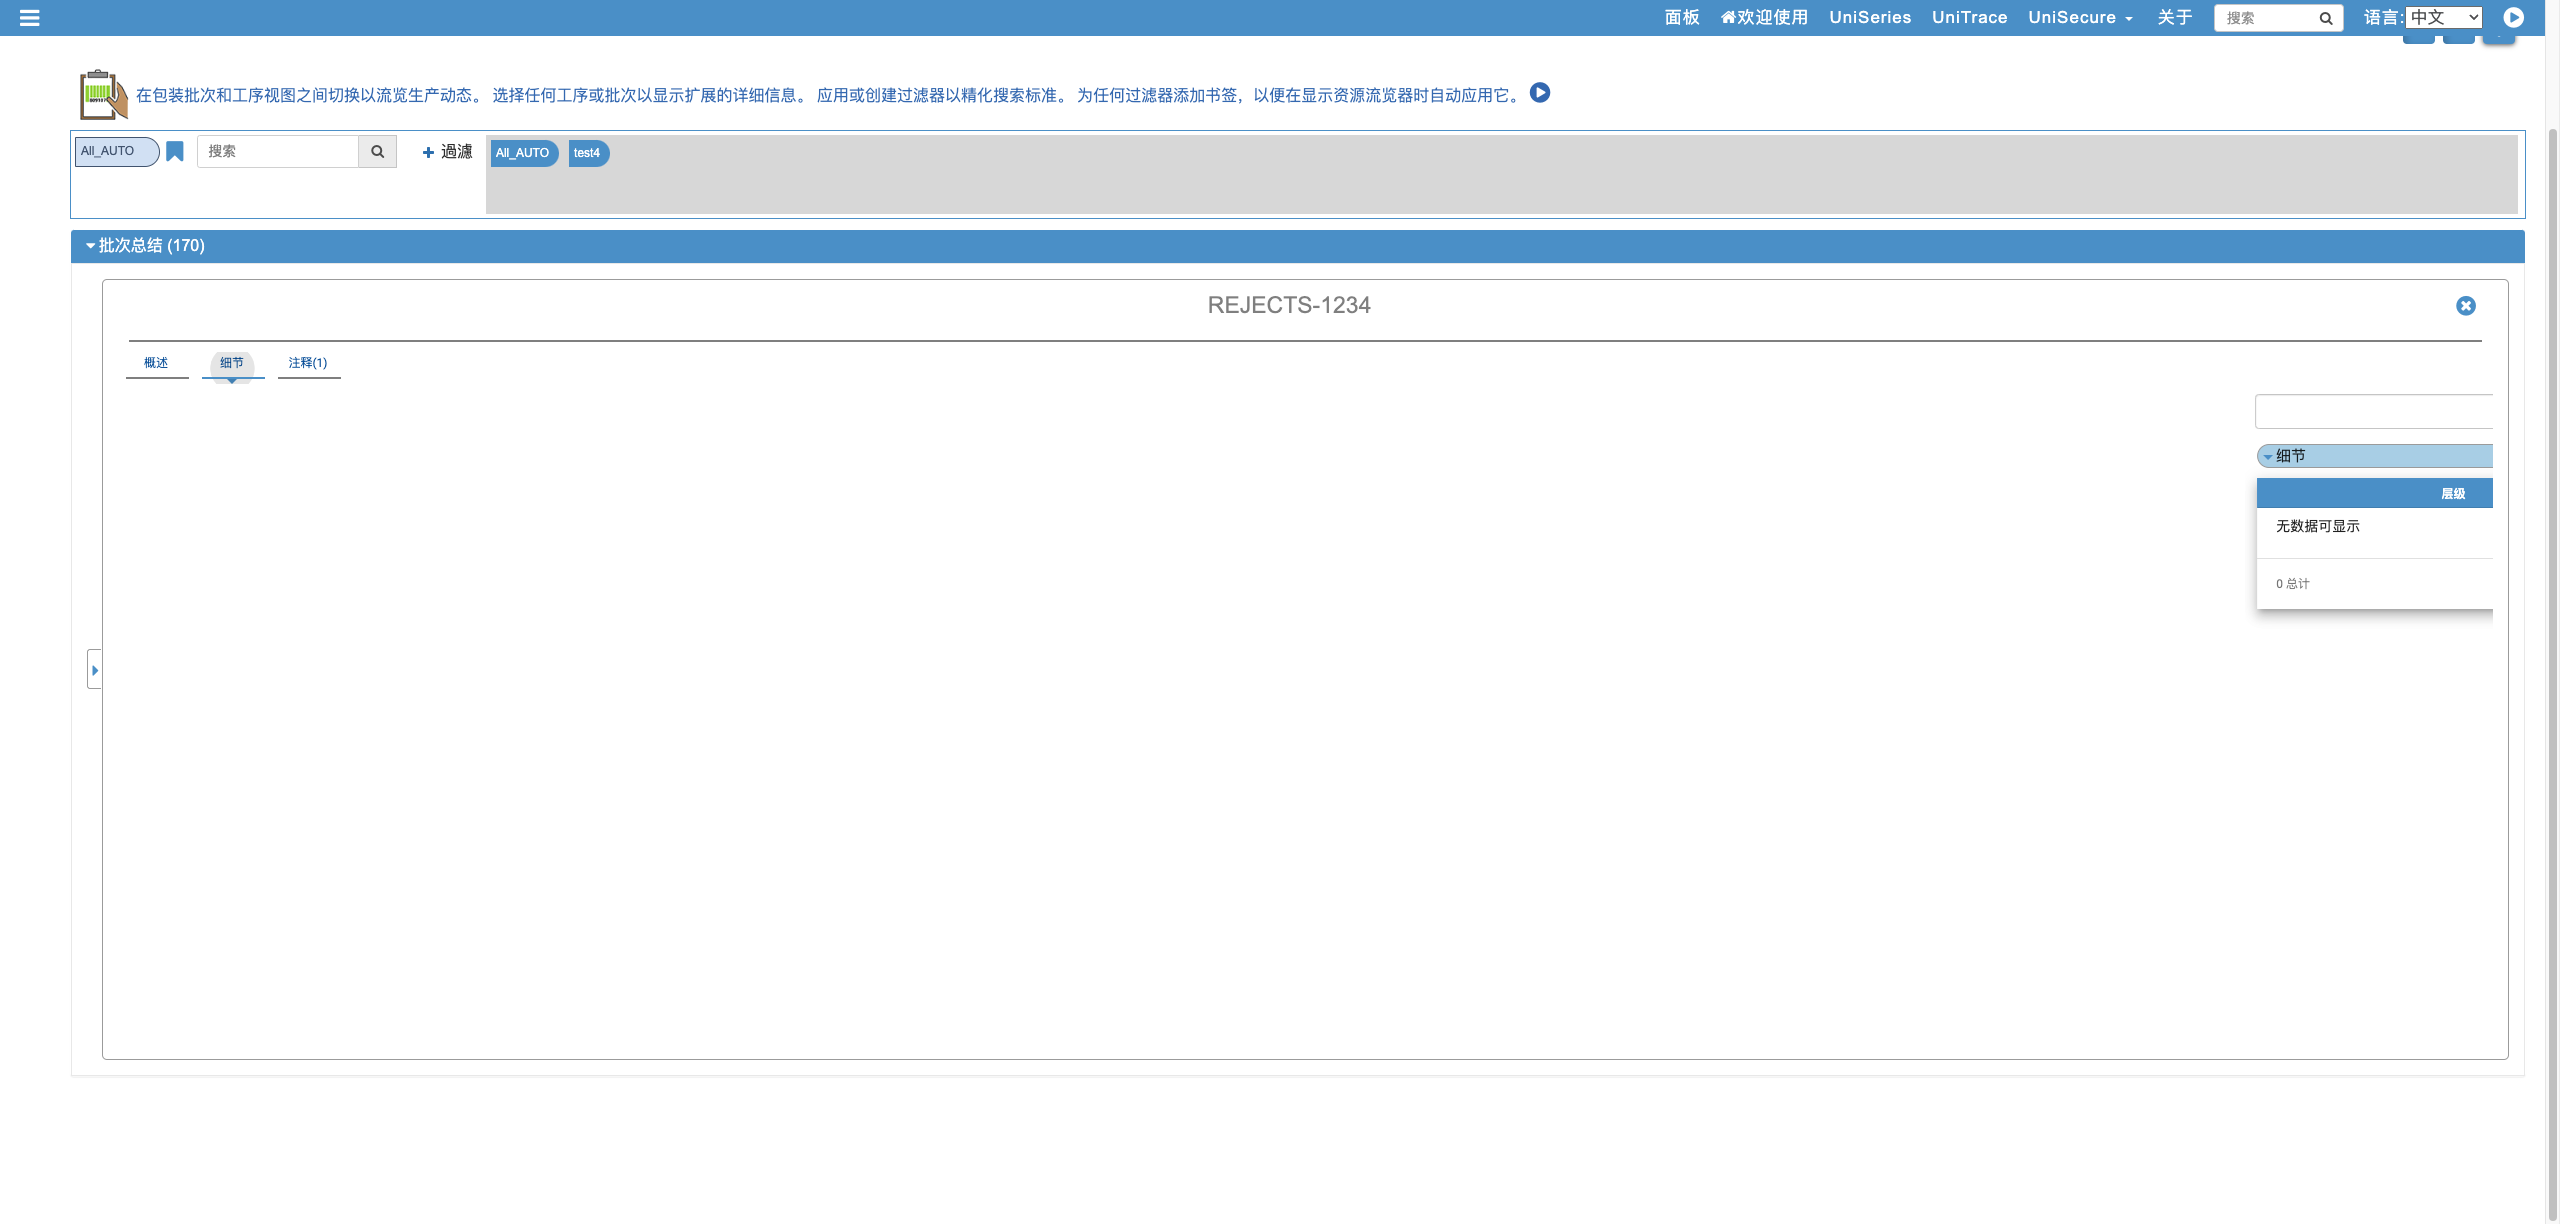 面板 欢迎使用 UniSeries UniTrace UniSecure 关于 搜索 语言: 中文
在包装批次和工序视图之间切换以流览生产动态。 选择任何工序或批次以显示扩展的详细信息。 应用或创建过滤器以精化搜索标准。 为任何过滤器添加书签，以便在显示资源流览器时自动应用它。
All_AUTO 搜索 + 過濾 All_AUTO test4
批次总结 (170)
REJECTS-1234
概述 细节 注释(1)
细节
层级
无数据可显示
0 总计